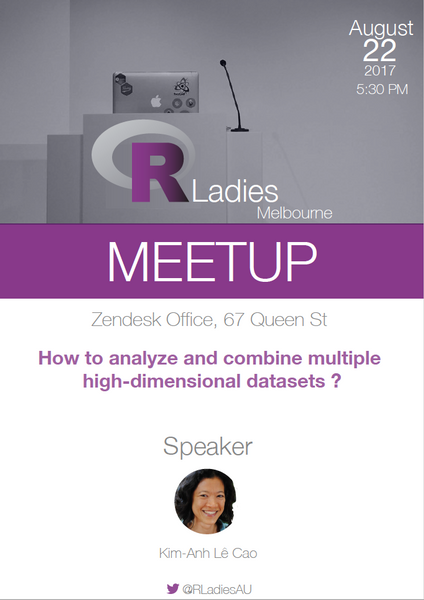 August
22
2017
5:30 PM
R Ladies
Melbourne
MEETUP
Zendesk Office, 67 Queen St
How to analyze and combine multiple
high-dimensional datasets ?
Speaker
Kim-Anh Lê Cao
@RLadiesAU